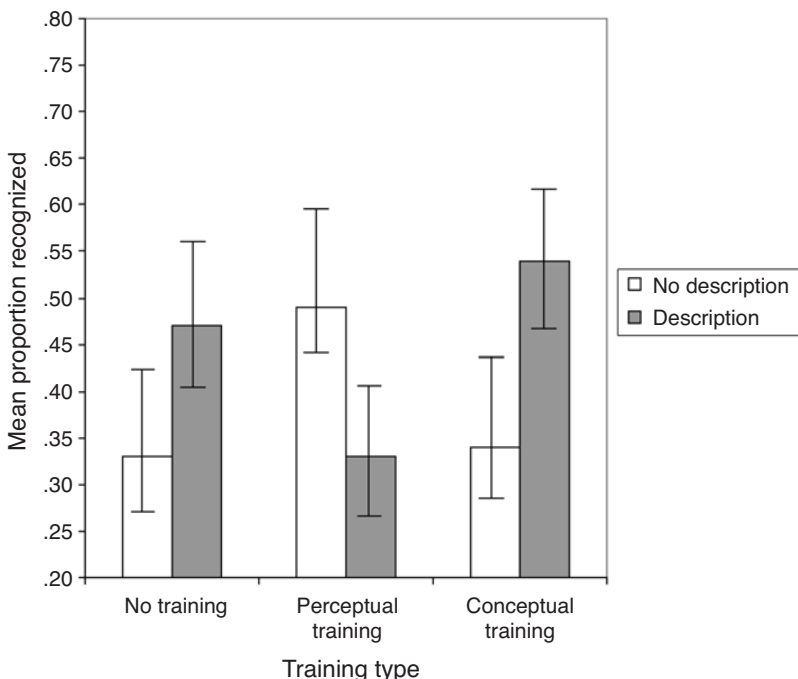 Mean proportion recognized
.80
.75
.70
.65
.60
.55
.50
.45
.40
.35
.30
.25
.20
No training
Perceptual
training
Conceptual
training
Training type
No description
Description